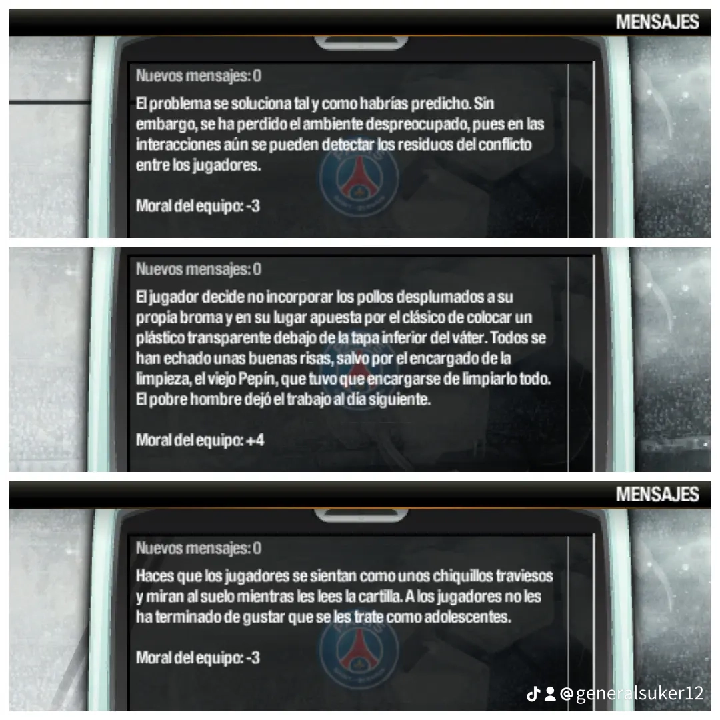 MENSAJES
Nuevos mensajes: 0
El problema se soluciona tal y como habrías predicho. Sin
embargo, se ha perdido el ambiente despreocupado, pues en las
interacciones aún se pueden detectar los residuos del conflicto
entre los jugadores.
Moral del equipo: -3
Nuevos mensajes: 0
El jugador decide no incorporar los pollos desplumados a su
propia broma y en su lugar apuesta por el clásico de colocar un
plástico transparente debajo de la tapa inferior del váter. Todos se
han echado unas buenas risas, salvo por el encargado de la
limpieza, el viejo Pepín, que tuvo que encargarse de limpiarlo todo.
El pobre hombre dejó el trabajo al día siguiente.
Moral del equipo: +4
MENSAJES
Nuevos mensajes: 0
Haces que los jugadores se sientan como unos chiquillos traviesos
y miran al suelo mientras les lees la cartilla. A los jugadores no les
ha terminado de gustar que se les trate como adolescentes.
Moral del equipo: -3
@generalsuker12